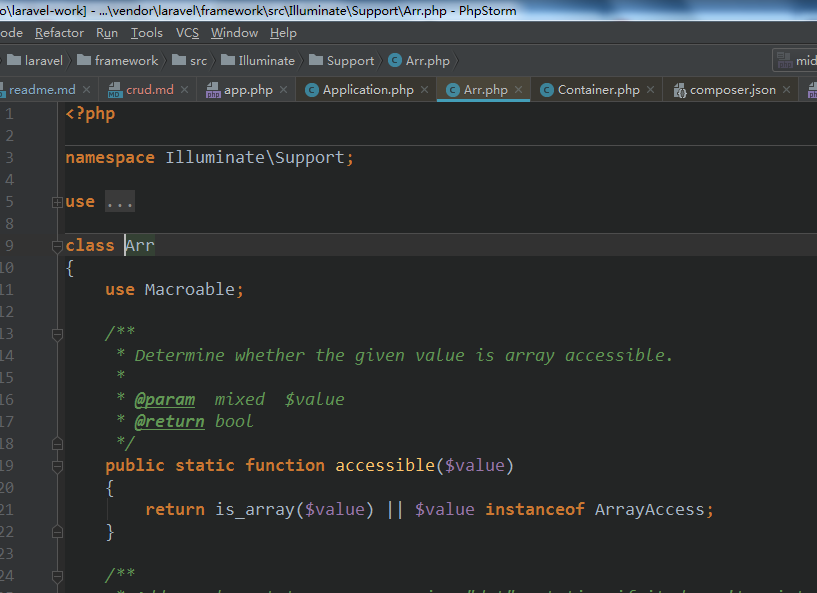 o\laravel-work] - ...\vendor\laravel\framework\src\Illuminate\Support\Arr.php - PhpStorm
ode Refactor Run Tools VCS Window Help
laravel framework src Illuminate Support Arr.php mid
readme.md × crud.md × app.php × Application.php × Arr.php × Container.php × composer.json ×
1 <?php
2
3 namespace Illuminate\Support;
4
5 use ...
8
9 class Arr
10 {
11 use Macroable;
12
13 /**
14 * Determine whether the given value is array accessible.
15 *
16 * @param mixed $value
17 * @return bool
18 */
19 public static function accessible($value)
20 {
21 return is_array($value) || $value instanceof ArrayAccess;
22 }
23
24 /**